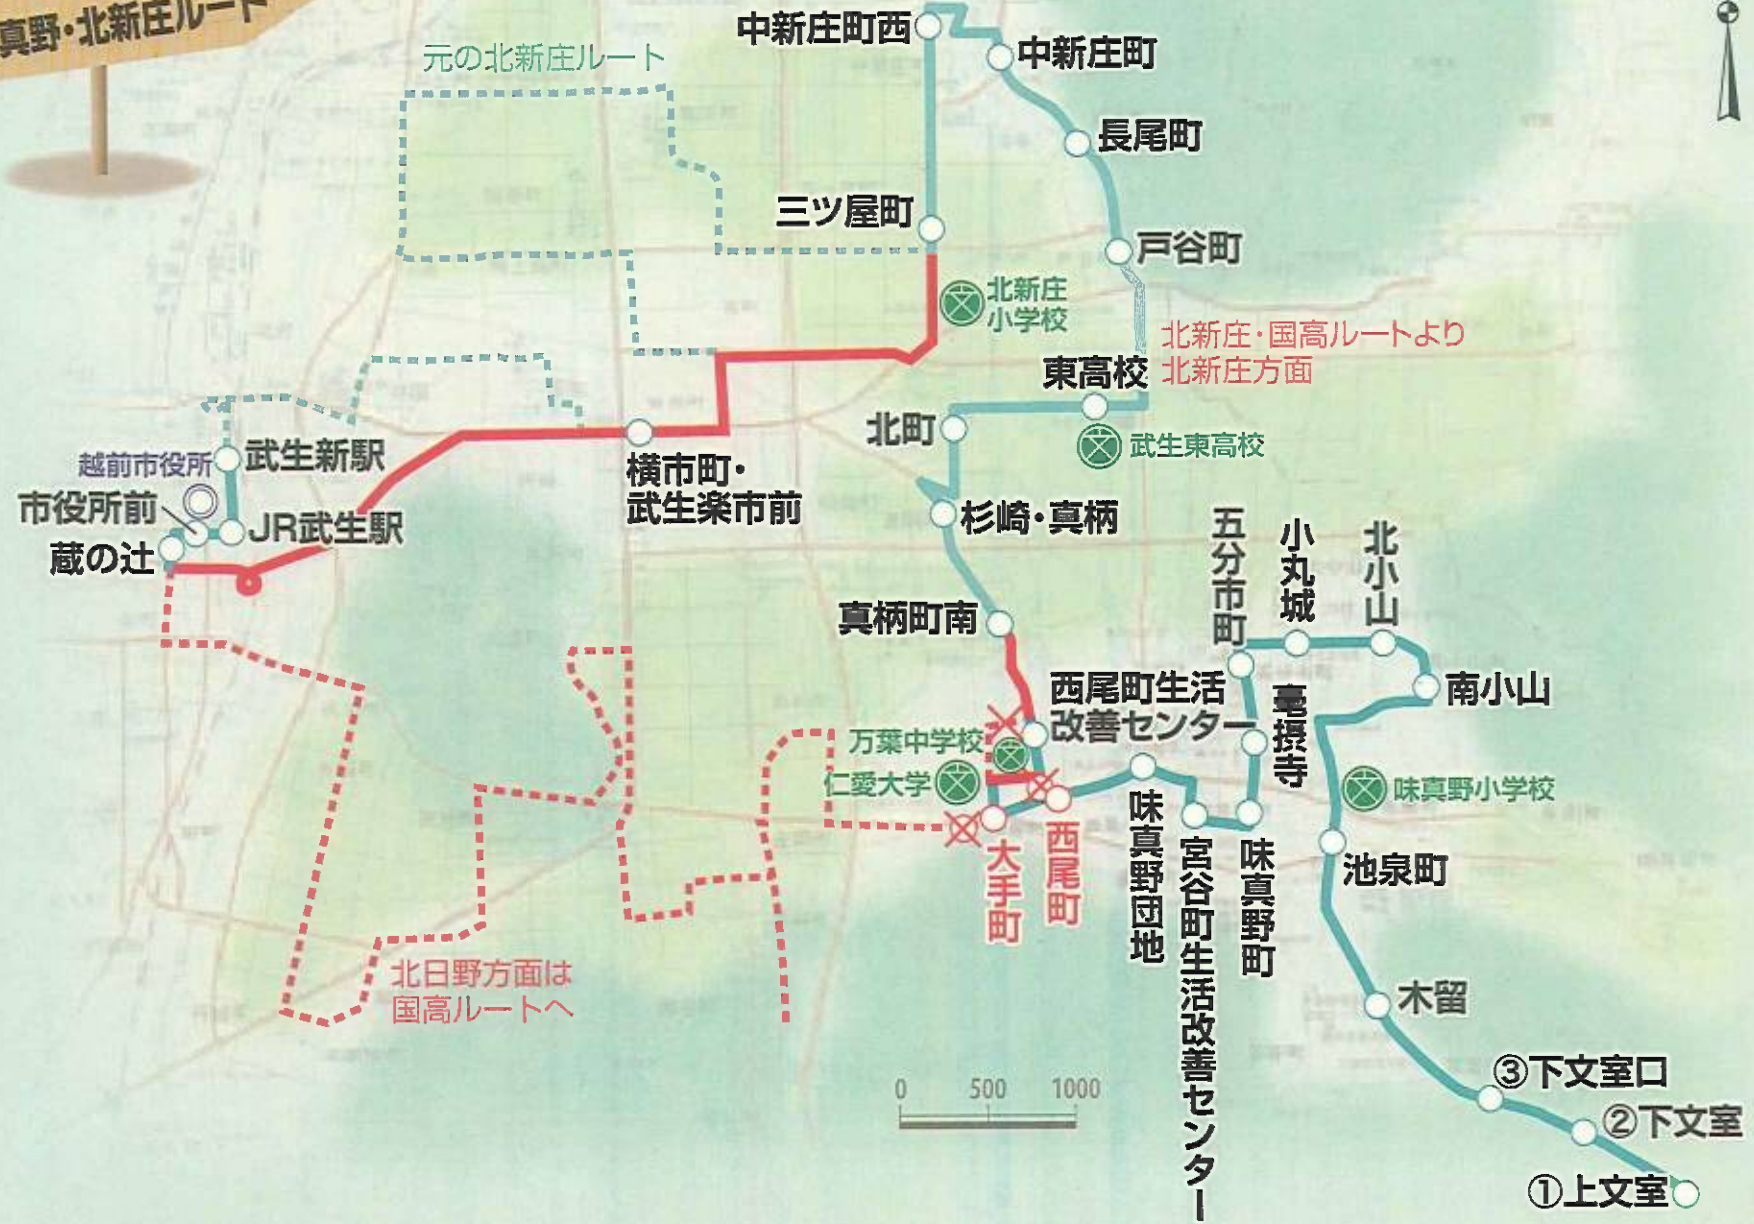 真野・北新庄ルート
元の北新庄ルート
中新庄町西
中新庄町
長尾町
三ツ屋町
戸谷町
北新庄
小学校
北新庄・国高ルートより
北新庄方面
東高校
北町
武生東高校
越前市役所
武生新駅
市役所前
JR武生駅
蔵の辻
横市町・
武生楽市前
杉崎・真柄
五分市町
小丸城
北小山
真柄町南
西尾町生活
改善センター
南小山
毫摂寺
万葉中学校
仁愛大学
味真野小学校
大手町
西尾町
味真野団地
宮谷町生活改善センター
味真野町
池泉町
北日野方面は
国高ルートへ
木留
0 500 1000
③下文室口
②下文室
①上文室